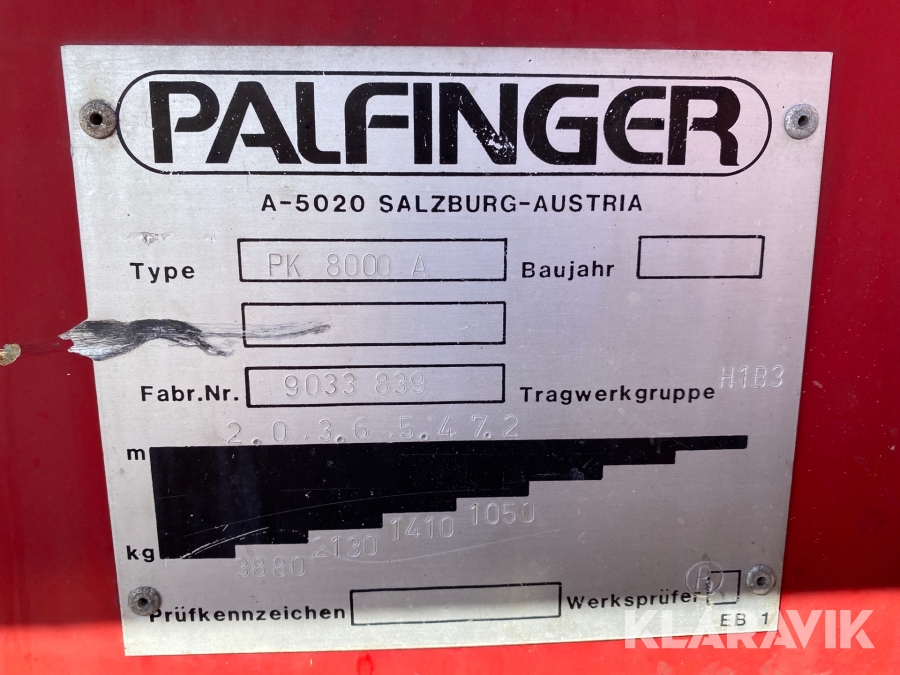 PALFINGER
A-5020 SALZBURG-AUSTRIA
Type PK 8000 A Baujahr
Fabr.Nr. 9033 839 Tragwerkgruppe H1B3
2.0 3.6 5.4 7.2
m
kg 3880 2130 1410 1050
Prüfkennzeichen Werksprüfer
EB 1
KLARAVIK